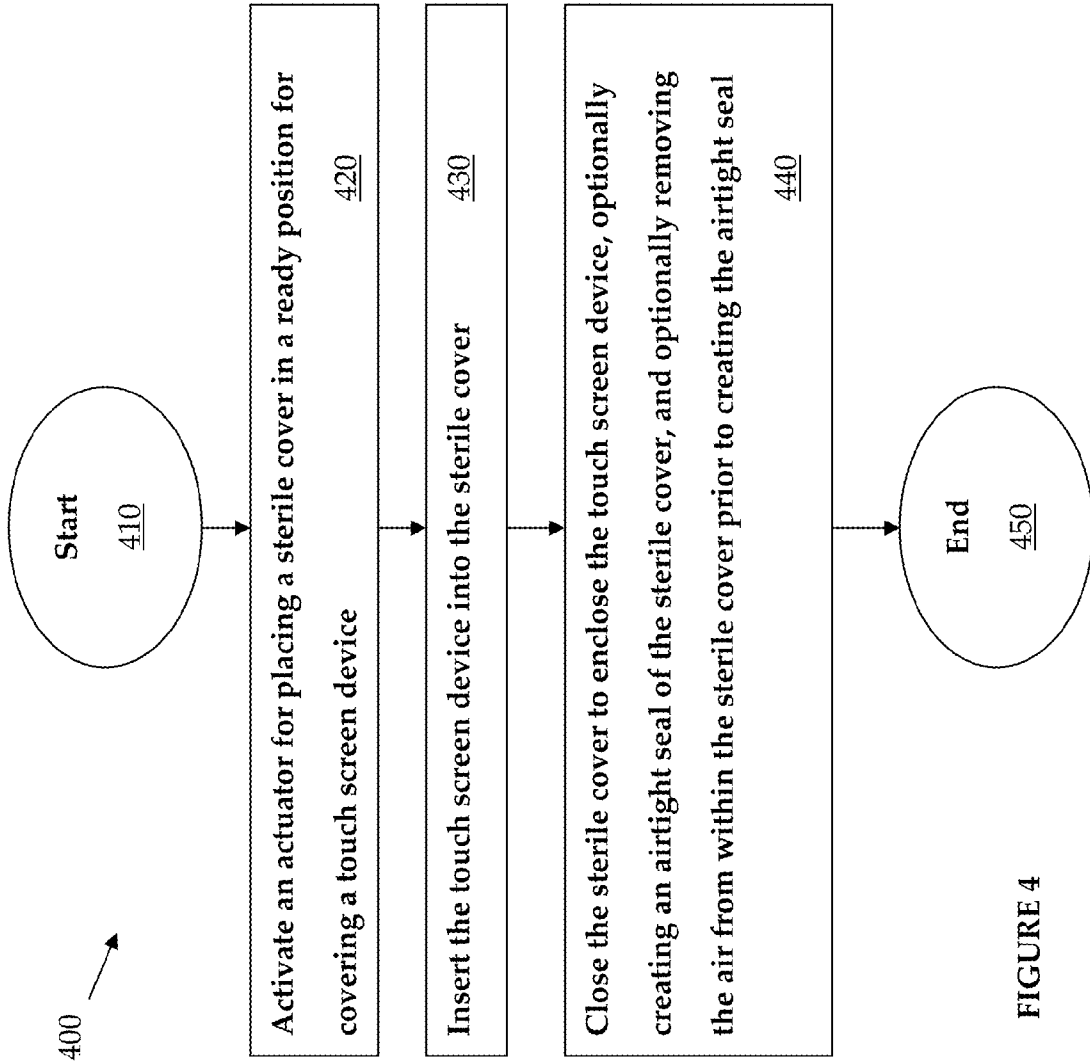 400
Start
410
Activate an actuator for placing a sterile cover in a ready position for
covering a touch screen device
420
Insert the touch screen device into the sterile cover
430
Close the sterile cover to enclose the touch screen device, optionally
creating an airtight seal of the sterile cover, and optionally removing
the air from within the sterile cover prior to creating the airtight seal
440
End
450
FIGURE 4